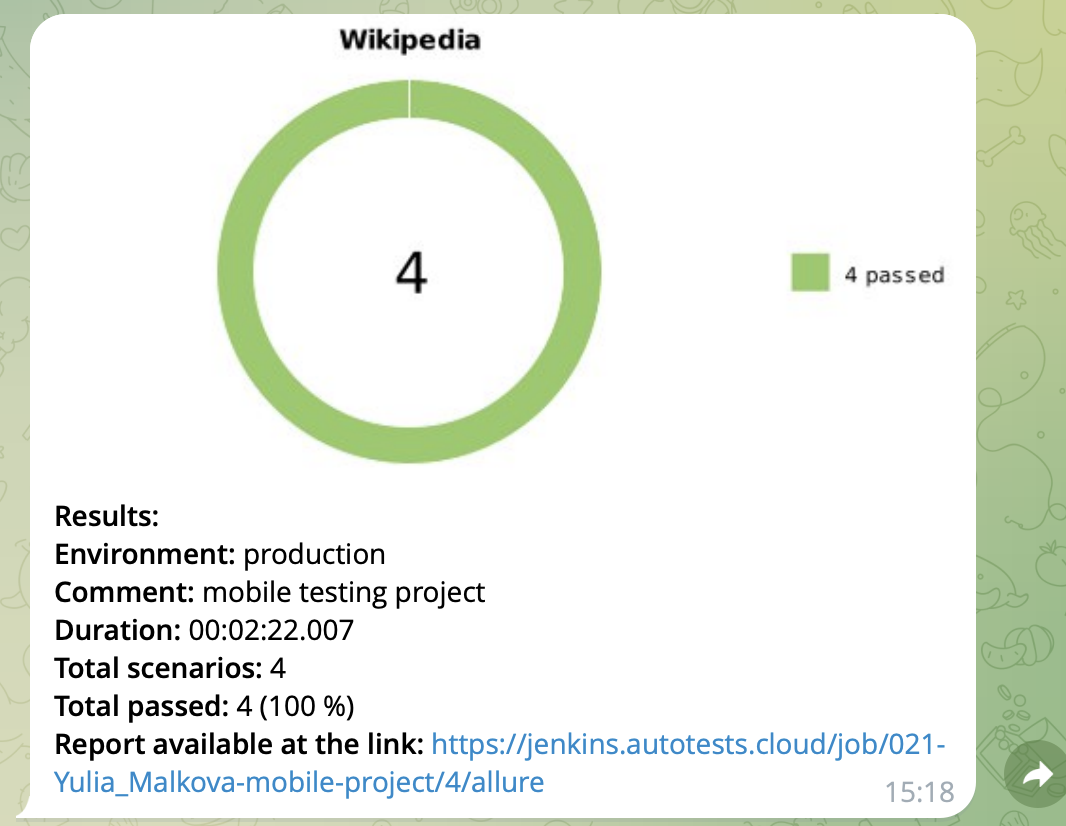 Wikipedia
4
4 passed
Results:
Environment: production
Comment: mobile testing project
Duration: 00:02:22.007
Total scenarios: 4
Total passed: 4 (100 %)
Report available at the link: https://jenkins.autotests.cloud/job/021-
Yulia_Malkova-mobile-project/4/allure
15:18